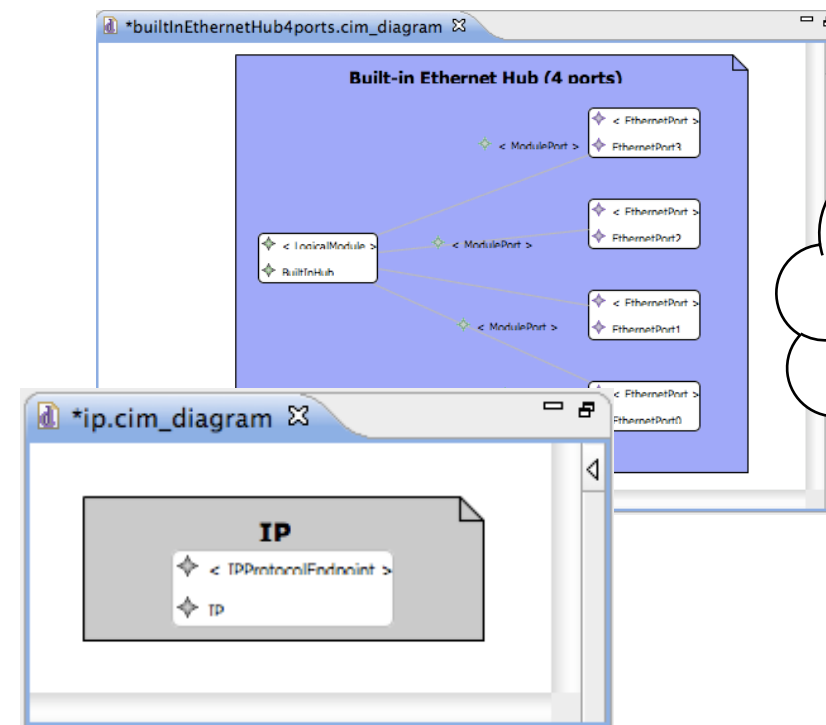 *builtInEthernetHub4ports.cim_diagram
Built-in Ethernet Hub (4 ports)
< EthernetPort >
< ModulePort >
EthernetPort3
< EthernetPort >
< LogicalModule >
< ModulePort >
EthernetPort2
BuiltInHub
< EthernetPort >
< ModulePort >
EthernetPort1
< EthernetPort >
EthernetPort0
*ip.cim_diagram
IP
< IPProtocolEndpoint >
IP